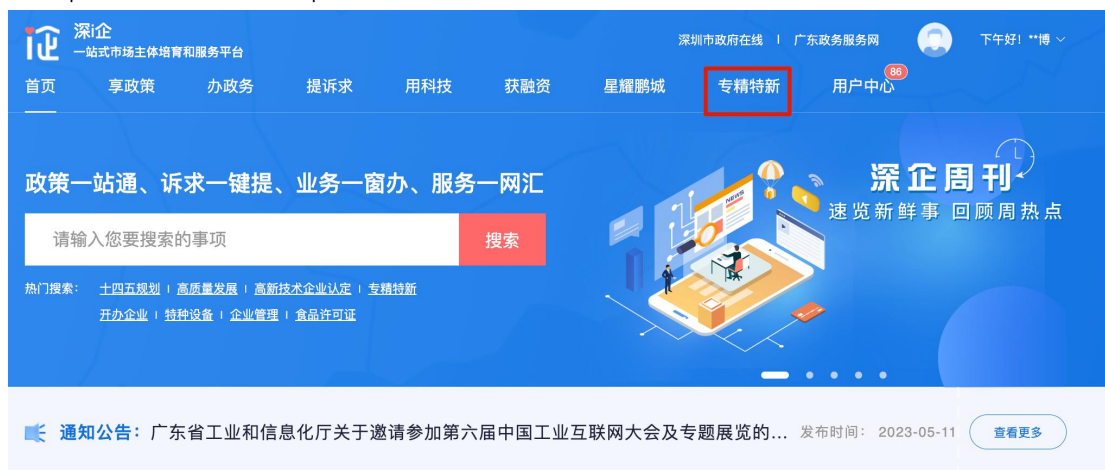 深i企
一站式市场主体培育和服务平台
深圳市政府在线 | 广东政务服务网
下午好! **博
首页 享政策 办政务 提诉求 用科技 获融资 星耀鹏城 专精特新 用户中心 86
政策一站通、诉求一键提、业务一窗办、服务一网汇
请输入您要搜索的事项 搜索
热门搜索: 十四五规划 | 高质量发展 | 高新技术企业认定 | 专精特新
开办企业 | 特种设备 | 企业管理 | 食品许可证
NEWS
深企周刊
速览新鲜事 回顾周热点
通知公告: 广东省工业和信息化厅关于邀请参加第六届中国工业互联网大会及专题展览的... 发布时间: 2023-05-11 查看更多